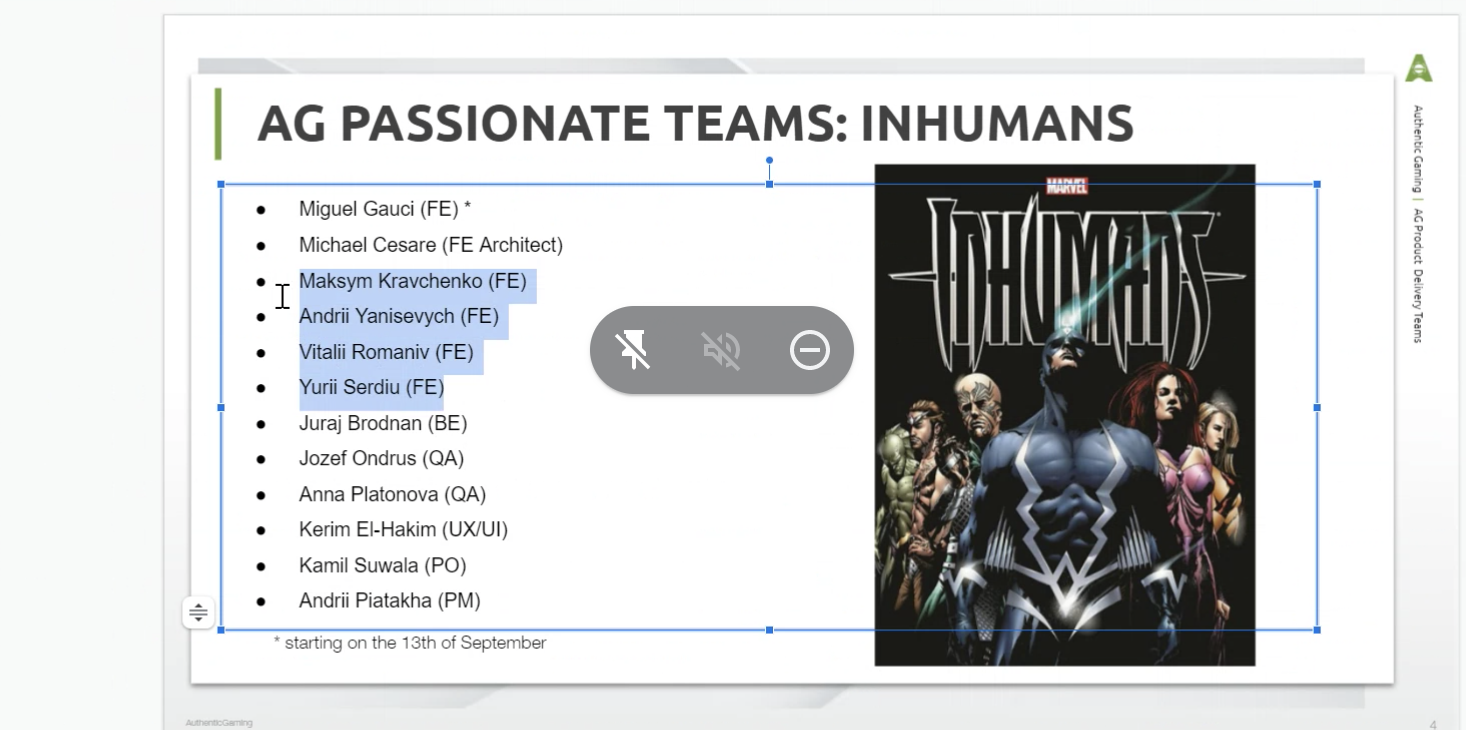 AG PASSIONATE TEAMS: INHUMANS
● Miguel Gauci (FE) *
● Michael Cesare (FE Architect)
● Maksym Kravchenko (FE)
● Andrii Yanisevych (FE)
● Vitalii Romaniv (FE)
● Yurii Serdiu (FE)
● Juraj Brodnan (BE)
● Jozef Ondrus (QA)
● Anna Platonova (QA)
● Kerim El-Hakim (UX/UI)
● Kamil Suwala (PO)
● Andrii Piatakha (PM)
* starting on the 13th of September
MARVEL
INHUMANS
Authentic Gaming | AG Product Delivery Teams
AuthenticGaming
4